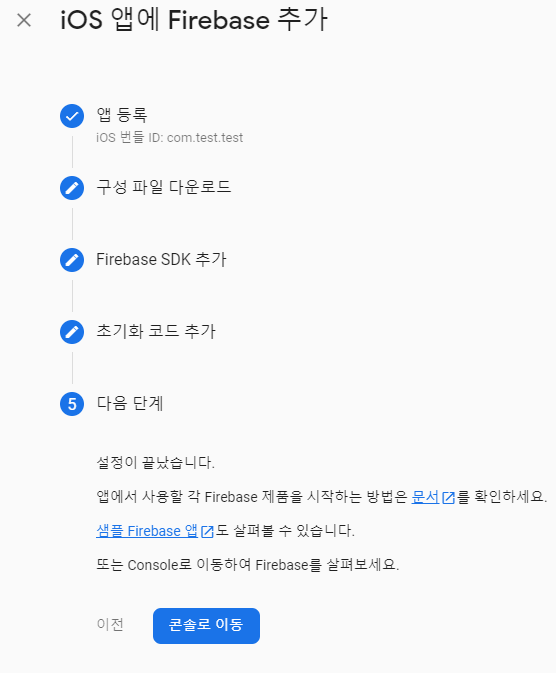 iOS 앱에 Firebase 추가
앱 등록
iOS 번들 ID: com.test.test
구성 파일 다운로드
Firebase SDK 추가
초기화 코드 추가
5 다음 단계
설정이 끝났습니다.
앱에서 사용할 각 Firebase 제품을 시작하는 방법은 문서를 확인하세요.
샘플 Firebase 앱도 살펴볼 수 있습니다.
또는 Console로 이동하여 Firebase를 살펴보세요.
이전 콘솔로 이동